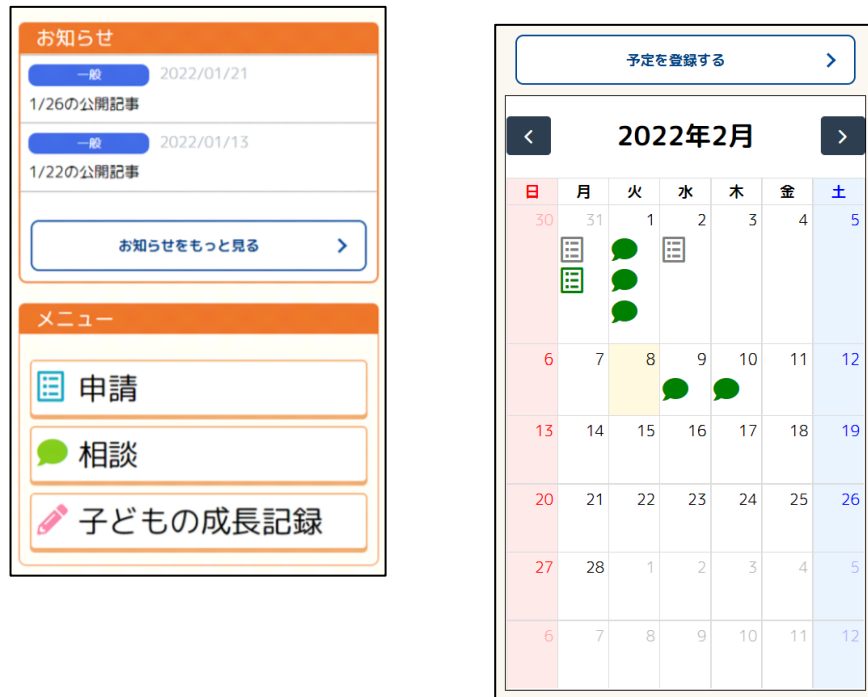 お知らせ
一般 2022/01/21
1/26の公開記事
一般 2022/01/13
1/22の公開記事
お知らせをもっと見る
メニュー
申請
相談
子どもの成長記録
予定を登録する
2022年2月
日 月 火 水 木 金 土
30 31 1 2 3 4 5
6 7 8 9 10 11 12
13 14 15 16 17 18 19
20 21 22 23 24 25 26
27 28 1 2 3 4 5
6 7 8 9 10 11 12